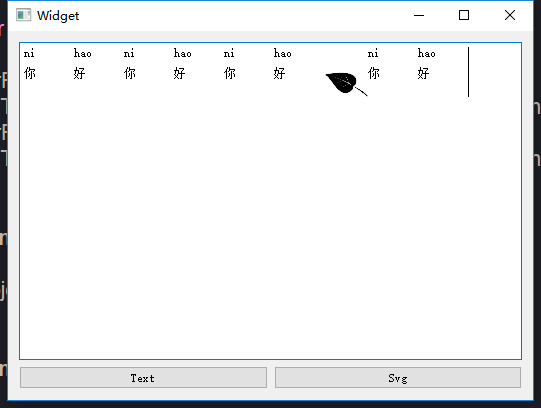 Widget
ni hao ni hao ni hao ni hao
你 好 你 好 你 好 你 好
Text Svg